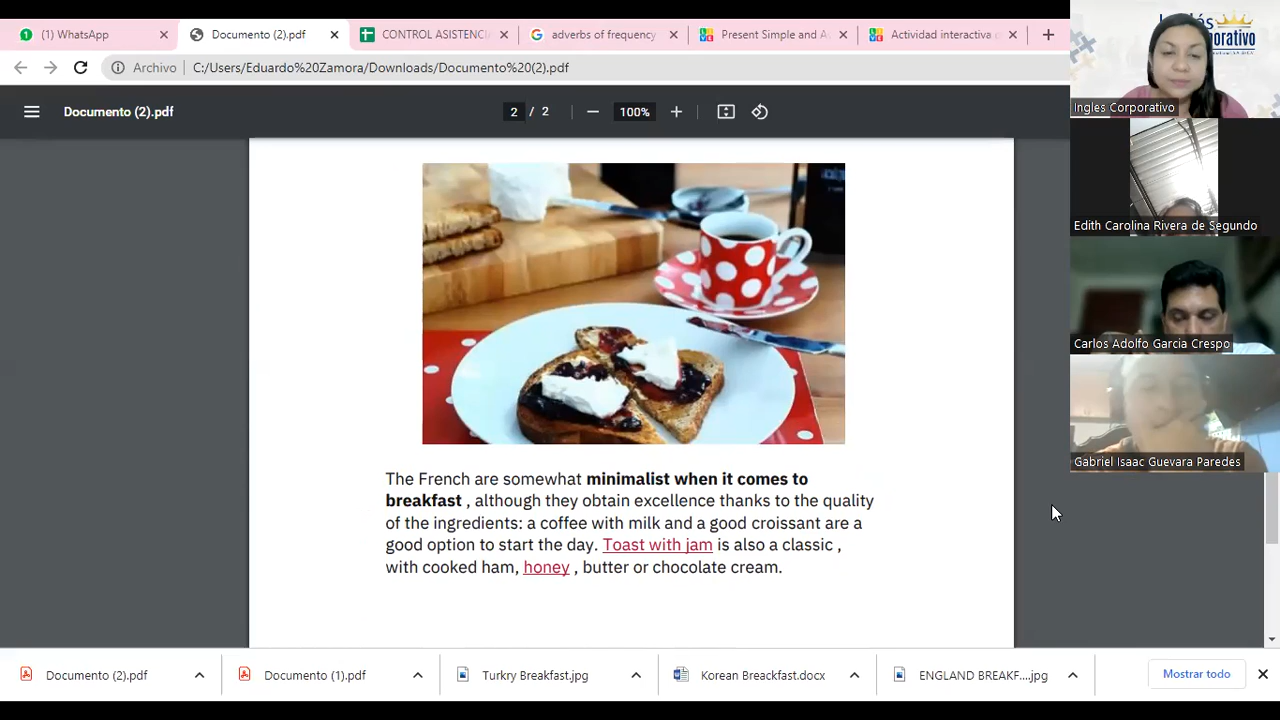 (1) WhatsApp
Documento (2).pdf
CONTROL ASISTENC
adverbs of frequency
Present Simple and A
Actividad interactiva
Archivo
C:/Users/Eduardo%20Zamora/Downloads/Documento%20(2).pdf
Documento (2).pdf
2 / 2
100%
Ingles Corporativo
Edith Carolina Rivera de Segundo
Carlos Adolfo Garcia Crespo
Gabriel Isaac Guevara Paredes
The French are somewhat minimalist when it comes to
breakfast , although they obtain excellence thanks to the quality
of the ingredients: a coffee with milk and a good croissant are a
good option to start the day. Toast with jam is also a classic ,
with cooked ham, honey , butter or chocolate cream.
Documento (2).pdf
Documento (1).pdf
Turkry Breakfast.jpg
Korean Breackfast.docx
ENGLAND BREAKF....jpg
Mostrar todo